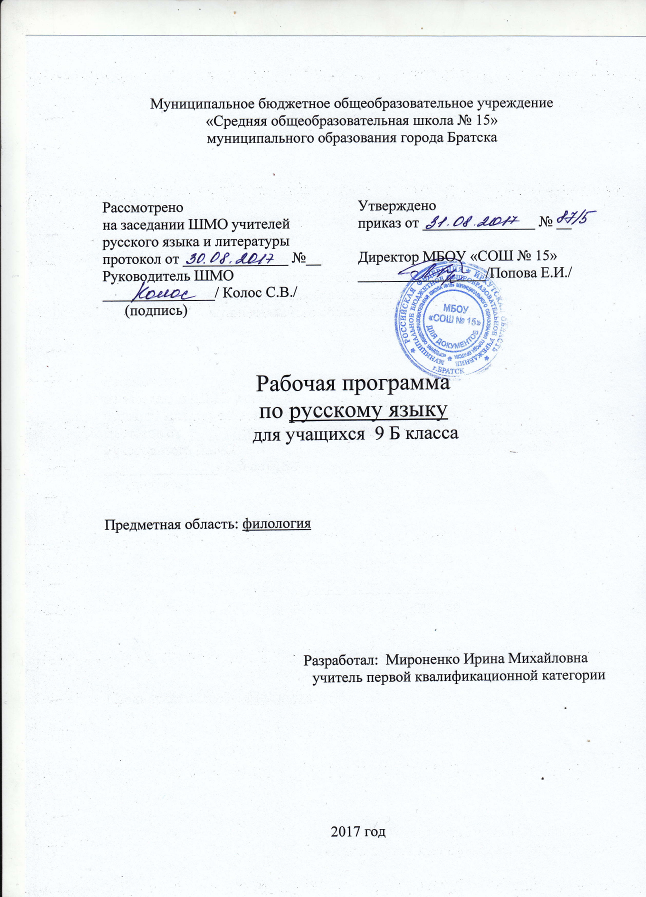 Муниципальное бюджетное общеобразовательное учреждение
«Средняя общеобразовательная школа № 15»
муниципального образования города Братска
Рассмотрено
на заседании ШМО учителей
русского языка и литературы
протокол от 30.08.2017 №__
Руководитель ШМО
Колос / Колос С.В./
(подпись)
Утверждено
приказ от 31.08.2017 № 87/5
Директор МБОУ «СОШ № 15»
/Попова Е.И./
МБОУ
«СОШ № 15»
ДЛЯ ДОКУМЕНТОВ
г.БРАТСК
Рабочая программа
по русскому языку
для учащихся 9 Б класса
Предметная область: филология
Разработал: Мироненко Ирина Михайловна
учитель первой квалификационной категории
2017 год